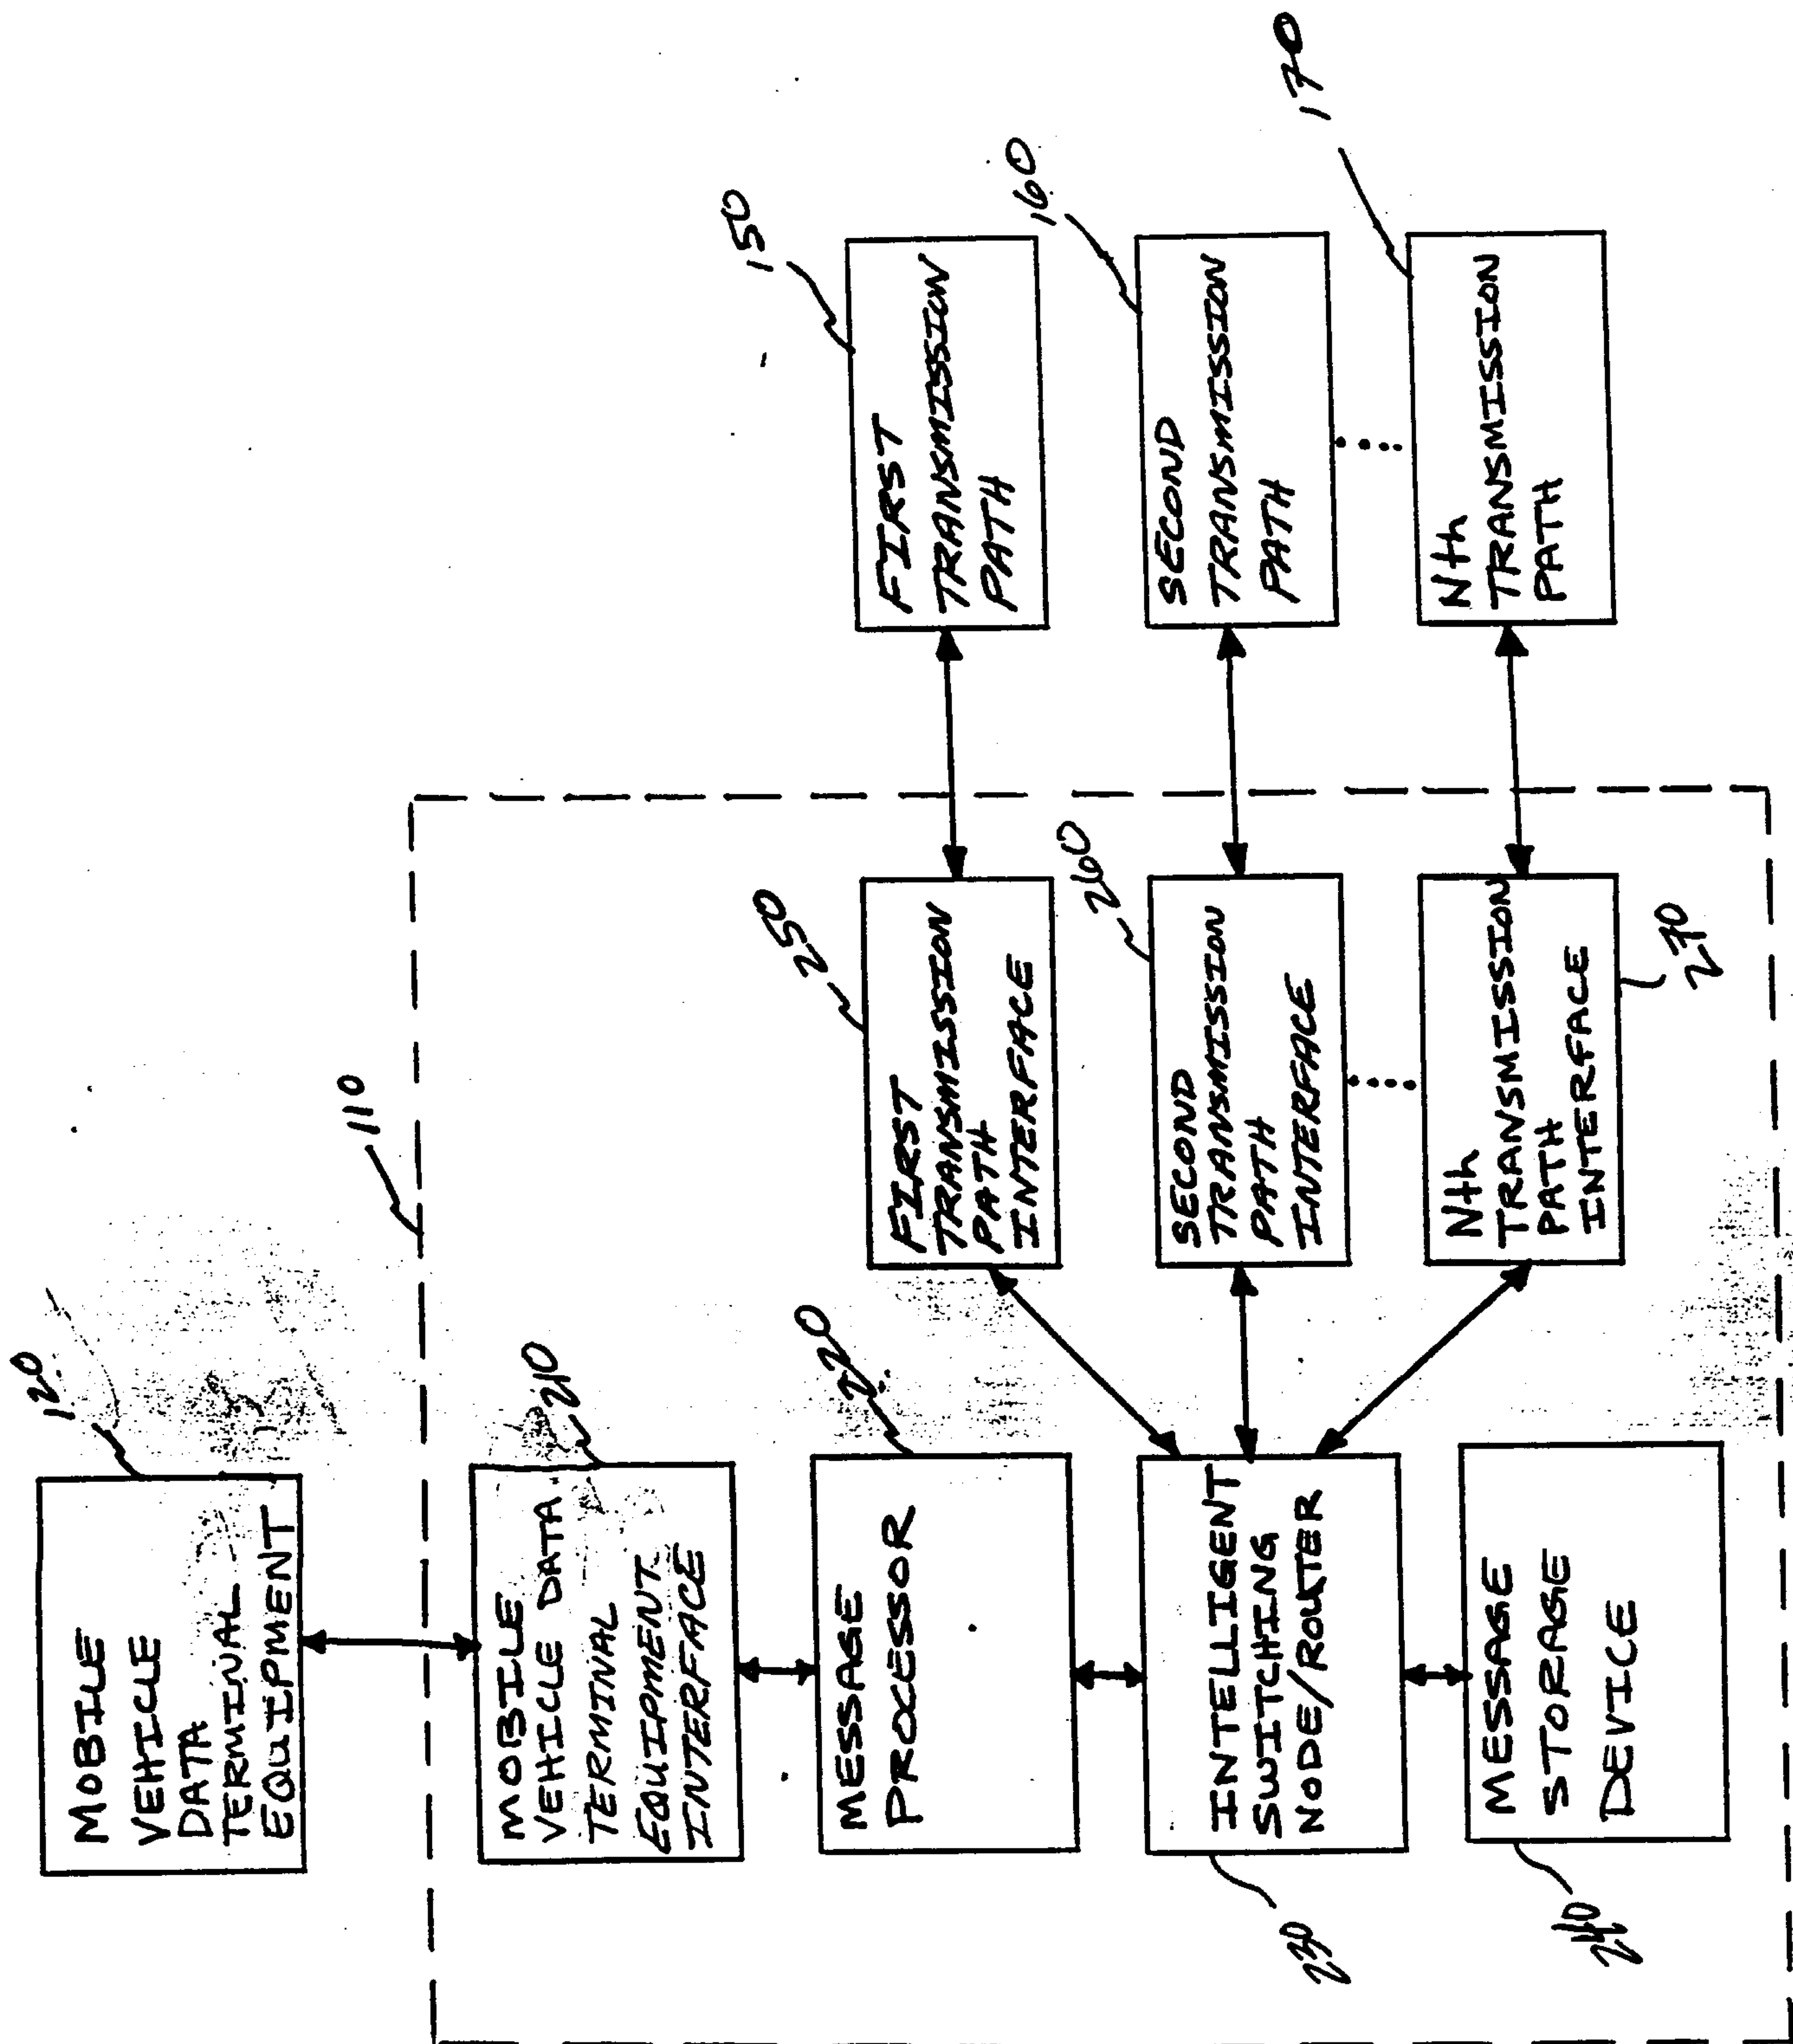 120
MOBILE
VEHICLE
DATA
TERMINAL
EQUIPMENT
110
210
MOBILE
VEHICLE DATA
TERMINAL
EQUIPMENT
INTERFACE
220
MESSAGE
PROCESSOR
230
INTELLIGENT
SWITCHING
NODE/ROUTER
240
MESSAGE
STORAGE
DEVICE
250
FIRST
TRANSMISSION
PATH
INTERFACE
260
SECOND
TRANSMISSION
PATH
INTERFACE
270
Nth
TRANSMISSION
PATH
INTERFACE
150
FIRST
TRANSMISSION
PATH
160
SECOND
TRANSMISSION
PATH
170
Nth
TRANSMISSION
PATH